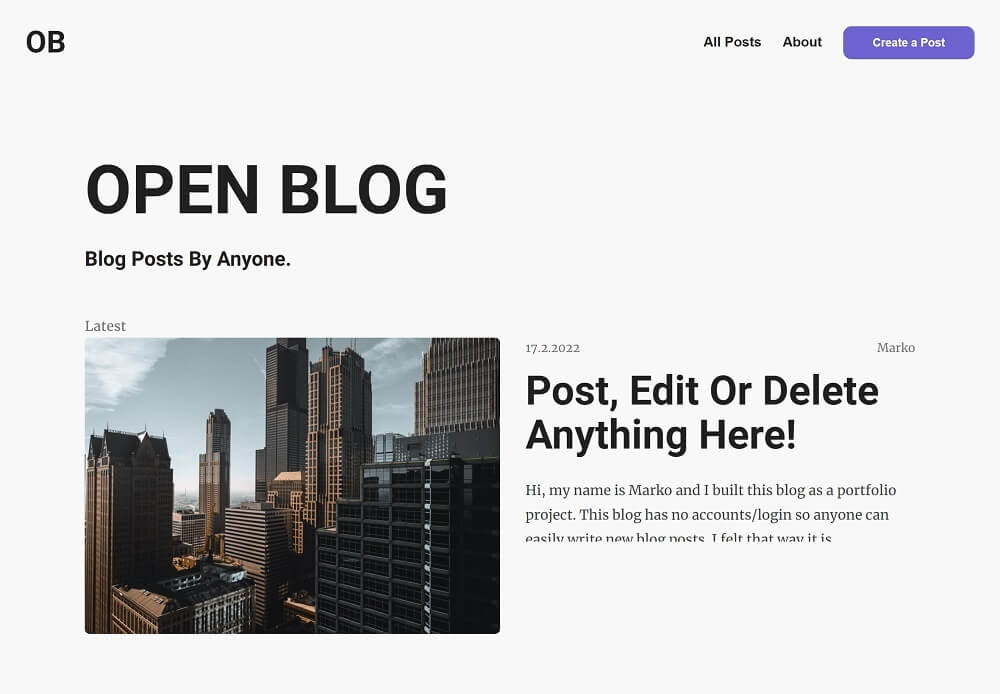 OB
All Posts About Create a Post
OPEN BLOG
Blog Posts By Anyone.
Latest
17.2.2022 Marko
Post, Edit Or Delete
Anything Here!
Hi, my name is Marko and I built this blog as a portfolio
project. This blog has no accounts/login so anyone can
easily write new blog posts. I felt that way it is